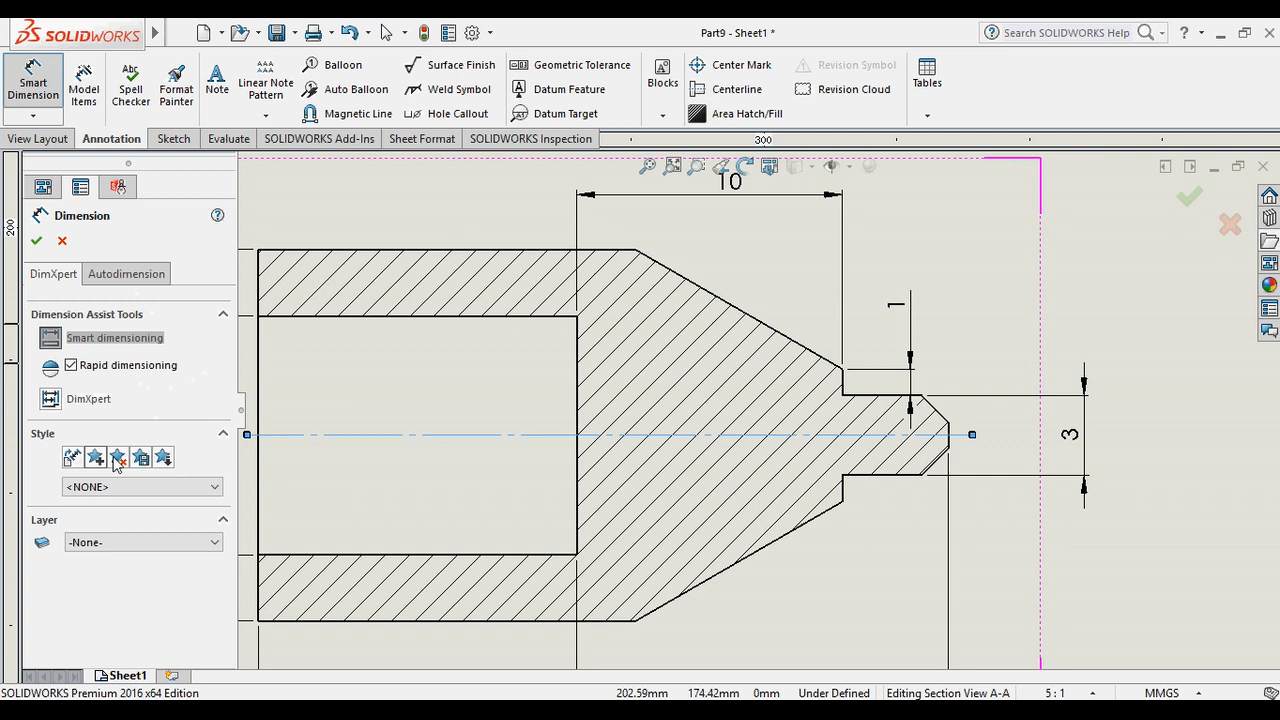 SOLIDWORKS
Part9 - Sheet1 *
Search SOLIDWORKS Help
?
Smart Dimension
Model Items
Abc
Spell Checker
Format Painter
A
Note
Linear Note Pattern
Balloon
Auto Balloon
Magnetic Line
Surface Finish
Weld Symbol
Hole Callout
Geometric Tolerance
Datum Feature
Datum Target
Blocks
Center Mark
Centerline
Area Hatch/Fill
Revision Symbol
Revision Cloud
Tables
View Layout
Annotation
Sketch
Evaluate
SOLIDWORKS Add-Ins
Sheet Format
SOLIDWORKS Inspection
300
200
Dimension
?
DimXpert
Autodimension
Dimension Assist Tools
Smart dimensioning
Rapid dimensioning
DimXpert
Style
<NONE>
Layer
-None-
10
1
3
Sheet1
SOLIDWORKS Premium 2016 x64 Edition
202.59mm
174.42mm
0mm
Under Defined
Editing Section View A-A
5 : 1
MMGS